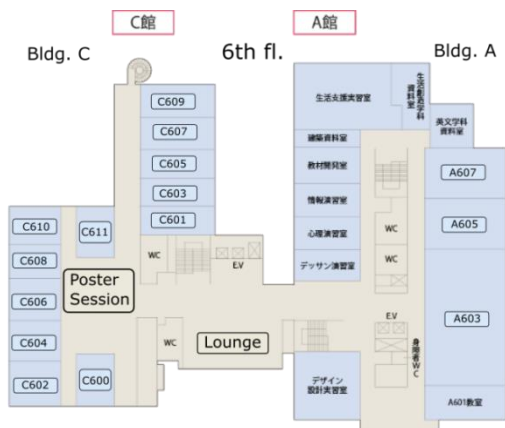 C館
A館
Bldg. C
6th fl.
Bldg. A
C609
C607
C605
C603
C601
C610
C608
C606
C604
C602
C611
C600
Poster
Session
WC
E.V
WC
Lounge
生活支援実習室
生活創造学科
資料室
英文学科
資料室
建築資料室
教材開発室
情報演習室
心理演習室
デッサン演習室
WC
WC
E.V
身障者WC
デザイン
設計実習室
A607
A605
A603
A601教室